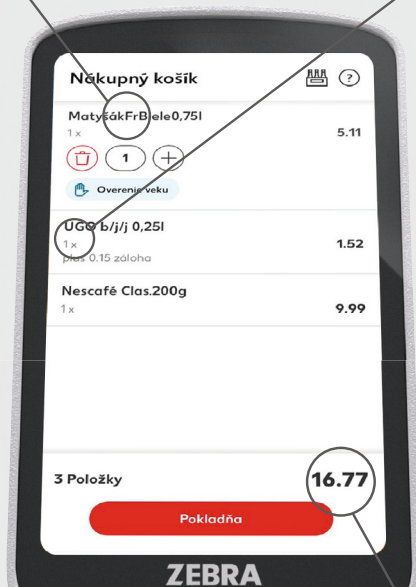 Nákupný košík
?
MatyšákFrBiele0,75l
1 x
5.11
1
Overenie veku
UGO b/j/j 0,25l
1 x
1.52
plus 0.15 záloha
Nescafé Clas.200g
1 x
9.99
3 Položky
16.77
Pokladňa
ZEBRA